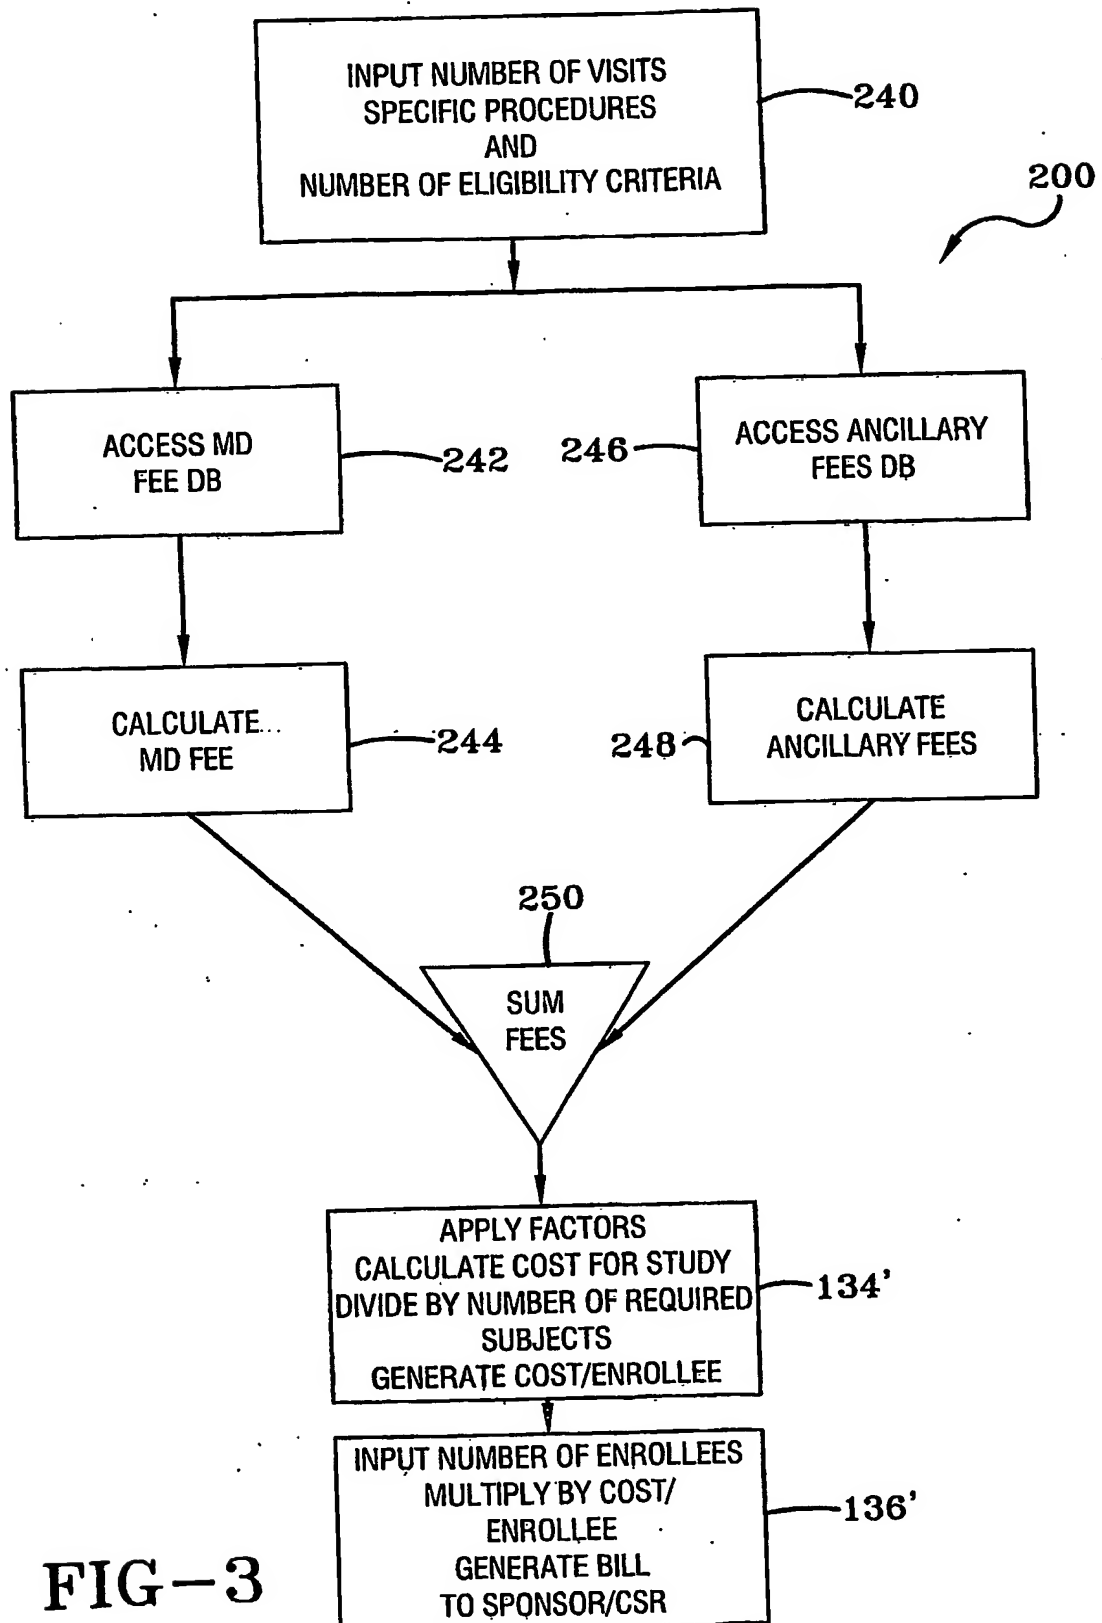 INPUT NUMBER OF VISITS
SPECIFIC PROCEDURES
AND
NUMBER OF ELIGIBILITY CRITERIA
240
200
ACCESS MD
FEE DB
242
246
ACCESS ANCILLARY
FEES DB
CALCULATE
MD FEE
244
248
CALCULATE
ANCILLARY FEES
250
SUM
FEES
APPLY FACTORS
CALCULATE COST FOR STUDY
DIVIDE BY NUMBER OF REQUIRED
SUBJECTS
GENERATE COST/ENROLLEE
134'
INPUT NUMBER OF ENROLLEES
MULTIPLY BY COST/
ENROLLEE
GENERATE BILL
TO SPONSOR/CSR
136'
FIG-3